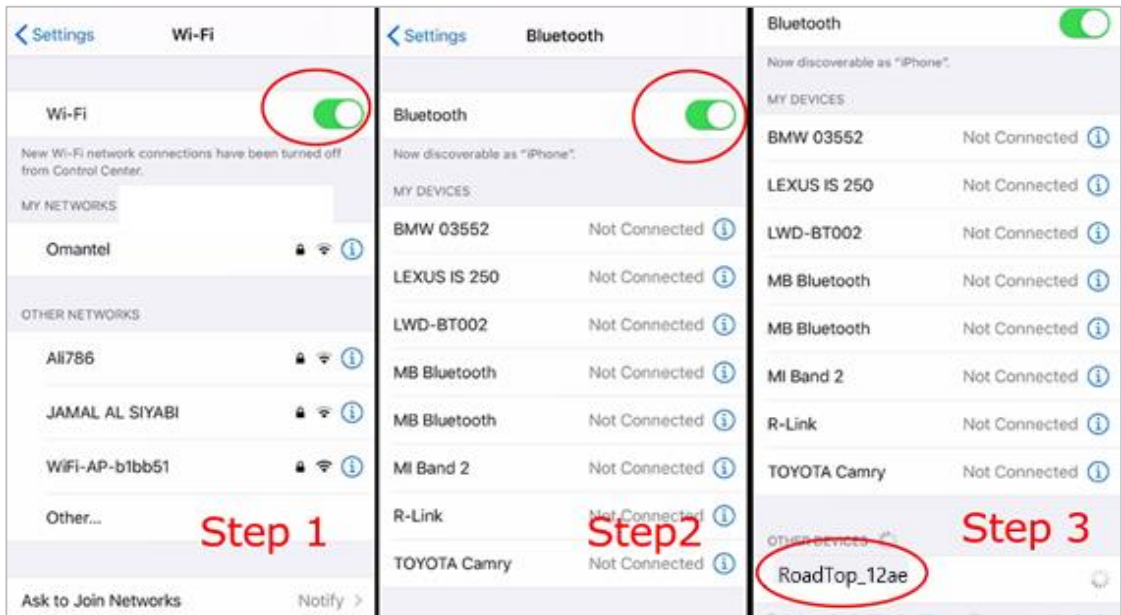 Settings
Wi-Fi
Wi-Fi
New Wi-Fi network connections have been turned off
from Control Center.
MY NETWORKS
Omantel
OTHER NETWORKS
Ali786
JAMAL AL SIYABI
WiFi-AP-b1bb51
Other...
Step 1
Ask to Join Networks Notify
Settings
Bluetooth
Bluetooth
Now discoverable as "iPhone".
MY DEVICES
BMW 03552 Not Connected
LEXUS IS 250 Not Connected
LWD-BT002 Not Connected
MB Bluetooth Not Connected
MB Bluetooth Not Connected
MI Band 2 Not Connected
R-Link Not Connected
Step2
TOYOTA Camry Not Connected
Bluetooth
Now discoverable as "iPhone".
MY DEVICES
BMW 03552 Not Connected
LEXUS IS 250 Not Connected
LWD-BT002 Not Connected
MB Bluetooth Not Connected
MB Bluetooth Not Connected
MI Band 2 Not Connected
R-Link Not Connected
TOYOTA Camry Not Connected
Step 3
OTHER DEVICES
RoadTop_12ae